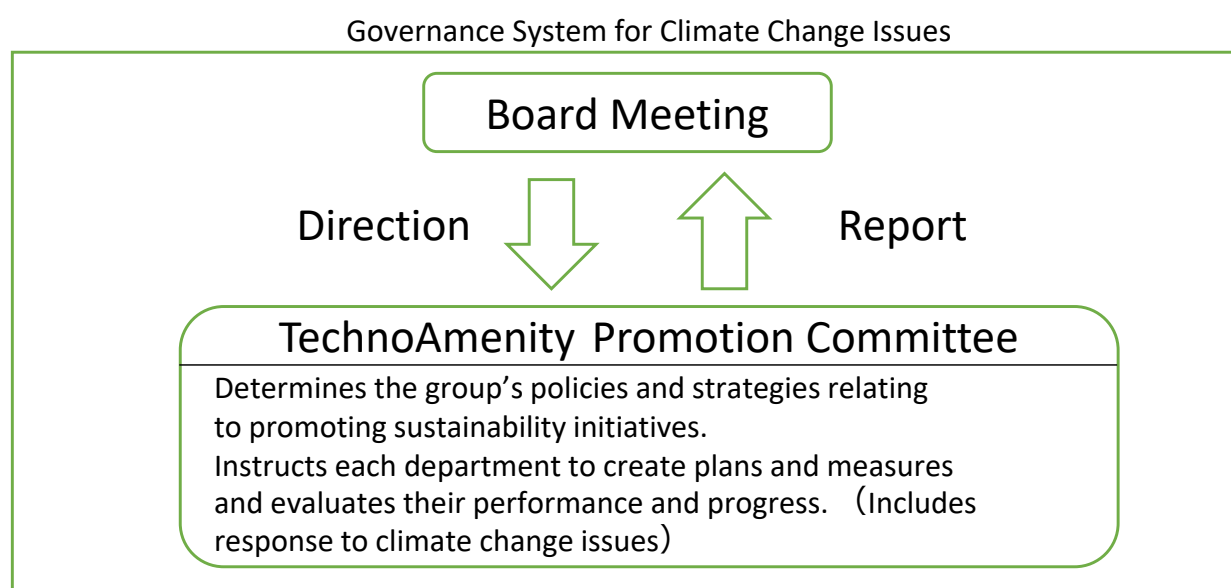 Governance System for Climate Change Issues
Board Meeting
Direction
Report
TechnoAmenity Promotion Committee
Determines the group’s policies and strategies relating
to promoting sustainability initiatives.
Instructs each department to create plans and measures
and evaluates their performance and progress. （Includes
response to climate change issues）